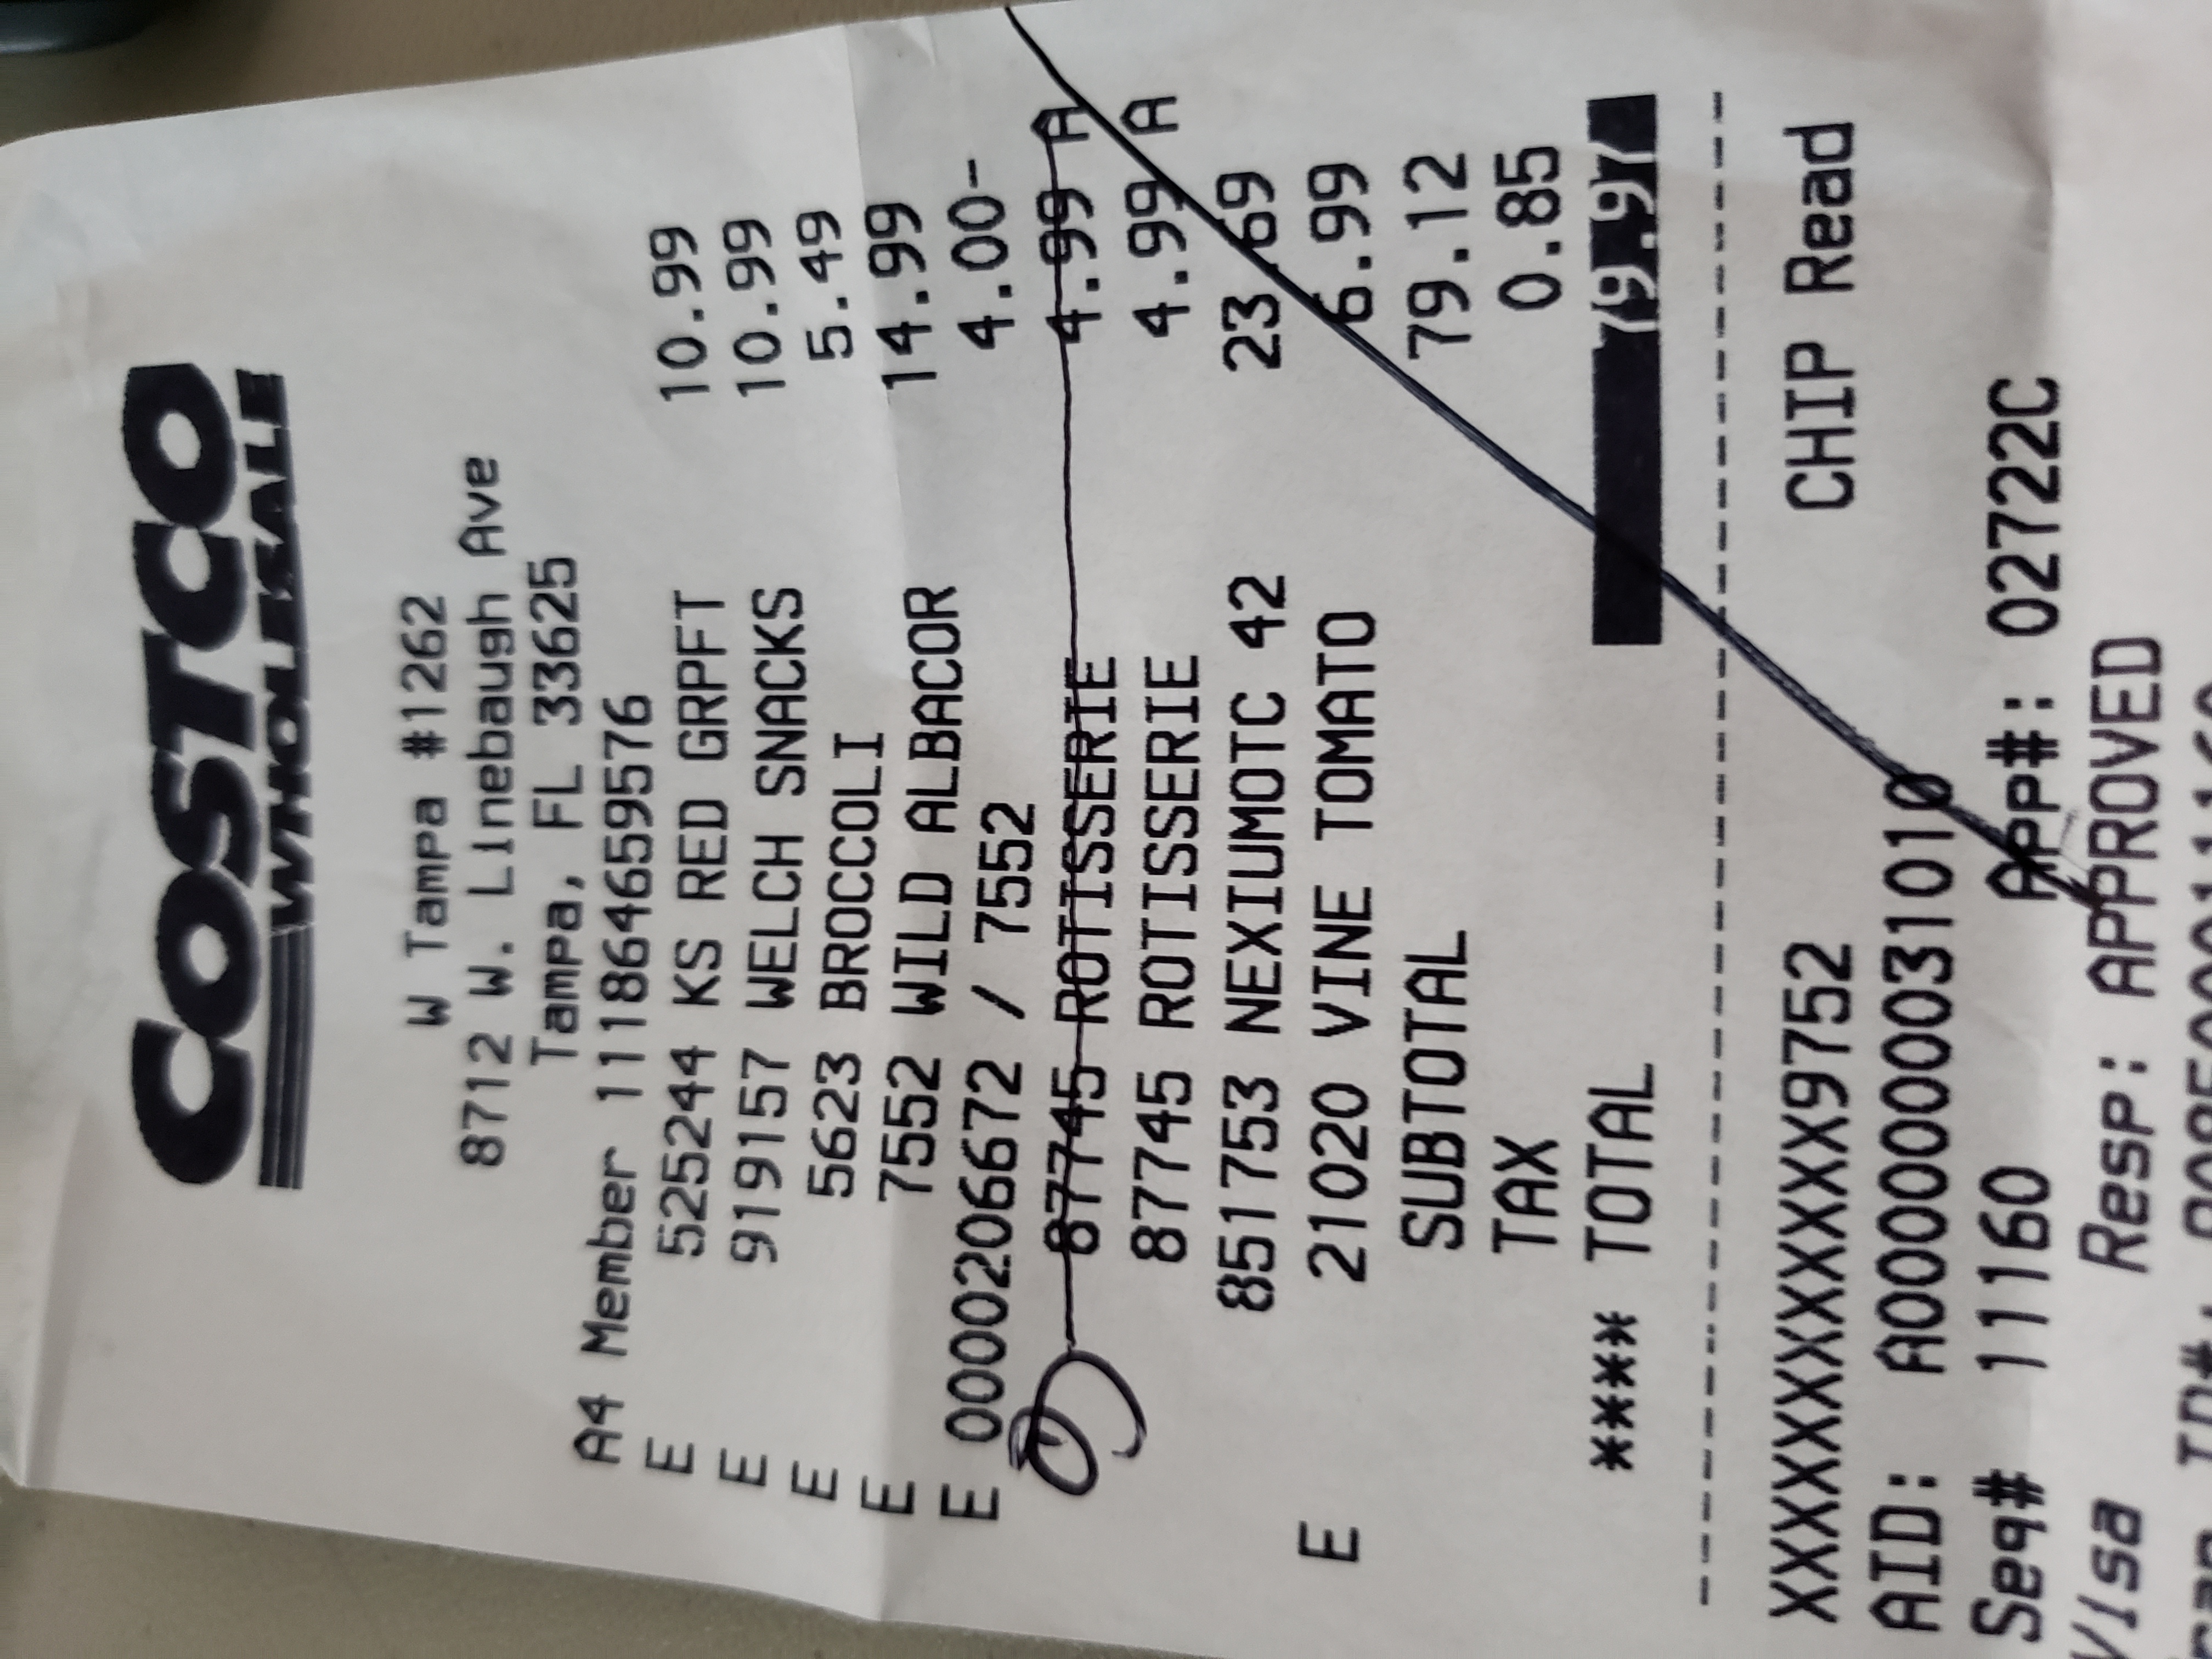 COSTCO
WHOLESALE
W Tampa #1262
8712 W. Linebaugh Ave
Tampa, FL 33625
A4 Member 111864659576
E 525244 KS RED GRPFT 10.99
E 919157 WELCH SNACKS 10.99
E 5623 BROCCOLI 5.49
E 7552 WILD ALBACOR 14.99
E 0000206672 / 7552 4.00-
87745 ROTISSERIE 4.99 A
87745 ROTISSERIE 4.99 A
851753 NEXIUMOTC 42 23.69
E 21020 VINE TOMATO 6.99
SUBTOTAL 79.12
TAX 0.85
**** TOTAL 79.97
XXXXXXXXXXXX9752 CHIP Read
AID: A0000000031010
Seq# 11160 App#: 02722C
Visa Resp: APPROVED